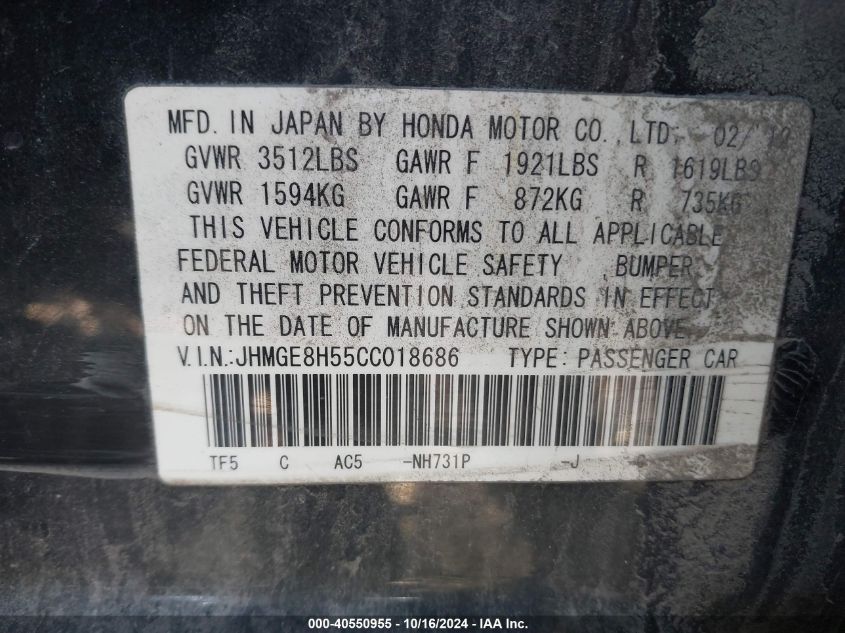 MFD. IN JAPAN BY HONDA MOTOR CO., LTD. 02/'12
GVWR 3512LBS GAWR F 1921LBS R 1619LBS
GVWR 1594KG GAWR F 872KG R 735KG
THIS VEHICLE CONFORMS TO ALL APPLICABLE
FEDERAL MOTOR VEHICLE SAFETY , BUMPER,
AND THEFT PREVENTION STANDARDS IN EFFECT
ON THE DATE OF MANUFACTURE SHOWN ABOVE.
V.I.N.:JHMGE8H55CC018686 TYPE: PASSENGER CAR
TF5 C AC5 -NH731P -J
000-40550955 - 10/16/2024 - IAA Inc.